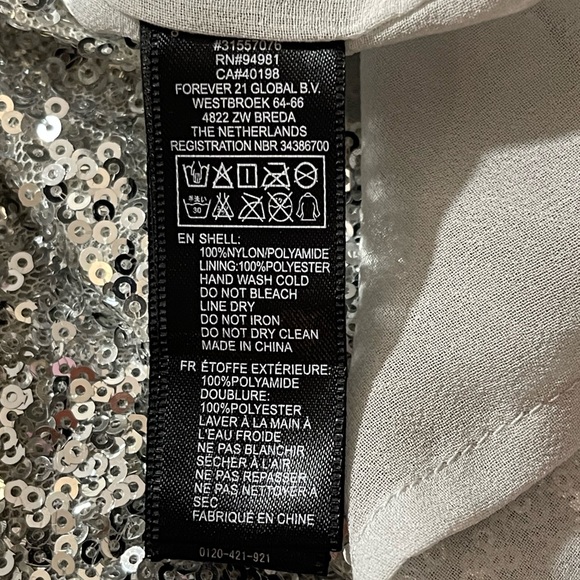 #31557076
RN#94981
CA#40198
FOREVER 21 GLOBAL B.V.
WESTBROEK 64-66
4822 ZW BREDA
THE NETHERLANDS
REGISTRATION NBR 34386700
30
EN SHELL:
100%NYLON/POLYAMIDE
LINING:100%POLYESTER
HAND WASH COLD
DO NOT BLEACH
LINE DRY
DO NOT IRON
DO NOT DRY CLEAN
MADE IN CHINA
FR ÉTOFFE EXTÉRIEURE:
100%POLYAMIDE
DOUBLURE:
100%POLYESTER
LAVER À LA MAIN À
L'EAU FROIDE
NE PAS BLANCHIR
SÉCHER À L'AIR
NE PAS REPASSER
NE PAS NETTOYER À
SEC
FABRIQUÉ EN CHINE
0120-421-921